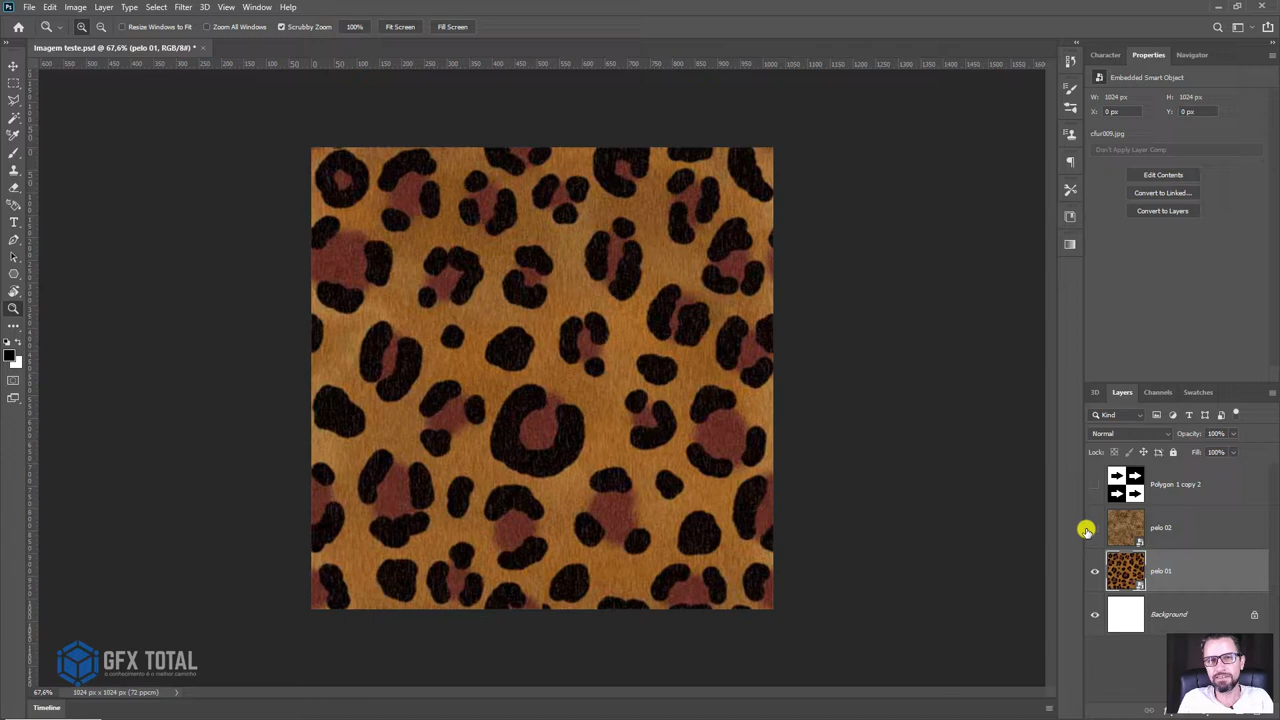 File Edit Image Layer Type Select Filter 3D View Window Help
Resize Windows to Fit Zoom All Windows Scrubby Zoom 100% Fit Screen Fill Screen
Imagem teste.psd @ 67,6% (pelo 01, RGB/8#) *
Character Properties Navigator
Embedded Smart Object
W: 1024 px H: 1024 px
X: 0 px Y: 0 px
cfur009.jpg
Don't Apply Layer Comp
Edit Contents
Convert to Linked...
Convert to Layers
3D Layers Channels Swatches
Kind
Normal Opacity: 100%
Lock: Fill: 100%
Polygon 1 copy 2
pelo 02
pelo 01
Background
GFX TOTAL
o conhecimento é o melhor caminho
67,6% 1024 px x 1024 px (72 ppcm)
Timeline